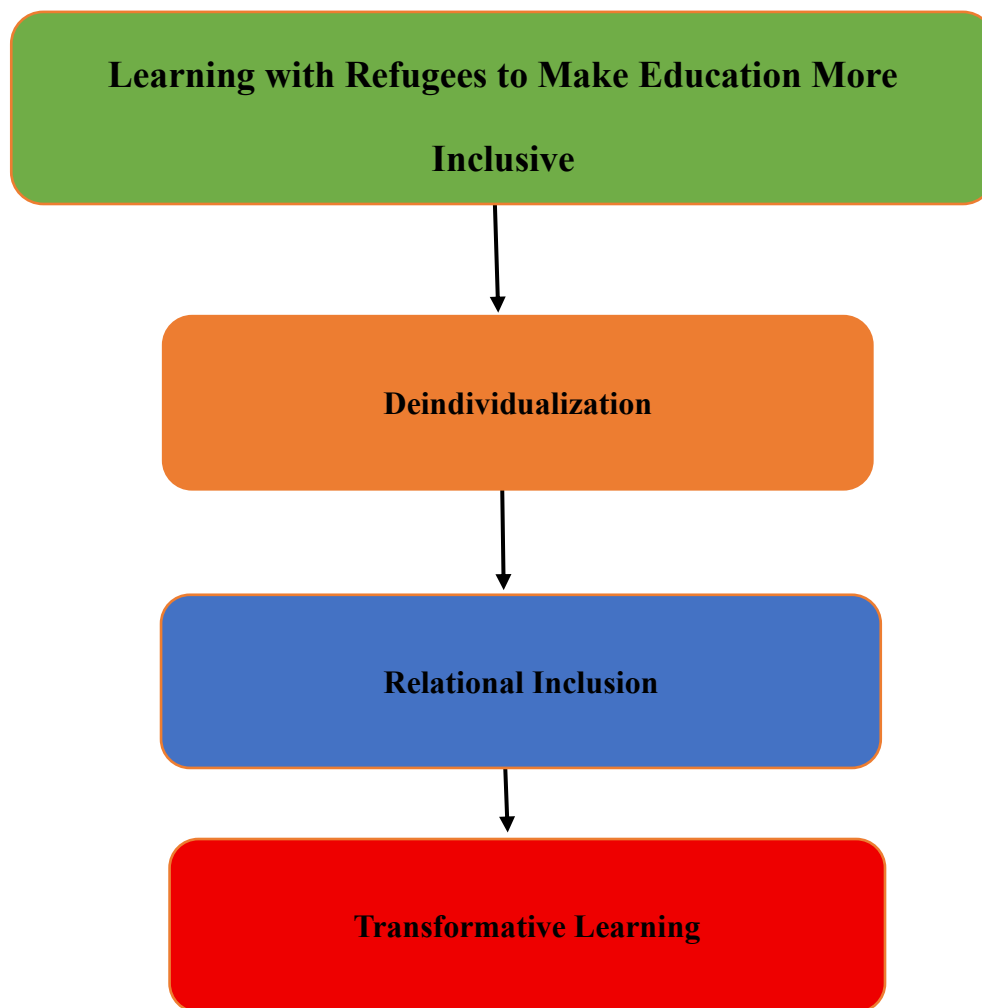 Learning with Refugees to Make Education More
Inclusive
Deindividualization
Relational Inclusion
Transformative Learning